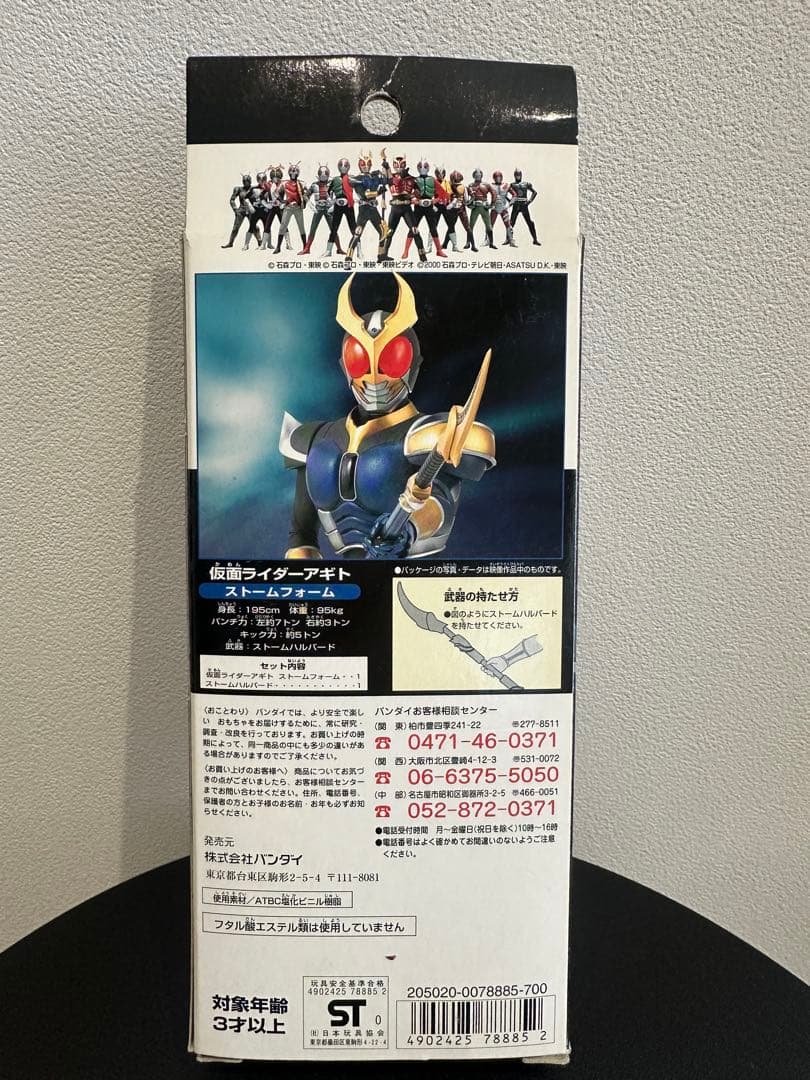 ©石森プロ・東映 ©石森プロ・東映・東映ビデオ ©2000 石森プロ・テレビ朝日・ASATSU D.K.・東映
仮面ライダーアギト
ストームフォーム
身長：195cm 体重：95kg
パンチ力：左約7トン 右約3トン
キック力：約5トン
武器：ストームハルバード
セット内容
仮面ライダーアギト ストームフォーム・・1
ストームハルバード・・・・・・・・・・1
●パッケージの写真・データは映像作品中のものです。
武器の持たせ方
●図のようにストームハルバード
を持たせてください。
〈おことわり〉 バンダイでは、より安全で楽し
い おもちゃをお届けするために、常に研究・
調査・改良を行っております。お買い上げの時
期によって、同一商品の中にも多少の違いがあ
る場合がありますのでご了承ください。
〈お買い上げのお客様へ〉 商品についてお気づ
きの点がございましたら、お客様相談センター
までお問い合わせください。住所、電話番号、
保護者の方とお子様のお名前・お年も必ずお知
らせください。
バンダイお客様相談センター
(関 東)柏市豊四季241-22 〒277-8511
☎ 0471-46-0371
(関 西)大阪市北区豊崎4-12-3 〒531-0072
☎ 06-6375-5050
(中 部)名古屋市昭和区御器所3-2-5 〒466-0051
☎ 052-872-0371
●電話受付時間 月〜金曜日(祝日を除く)10時〜16時
●電話番号はよく確かめてお間違いのないようご注意
ください。
発売元
株式会社バンダイ
東京都台東区駒形2-5-4 〒111-8081
使用素材／ATBC塩化ビニル樹脂
フタル酸エステル類は使用していません
対象年齢
3才以上
玩具安全基準合格
4902425 78885 2
ST 0
(社)日本玩具協会
東京都墨田区東駒形4-22-4
205020-0078885-700
4902425 788852